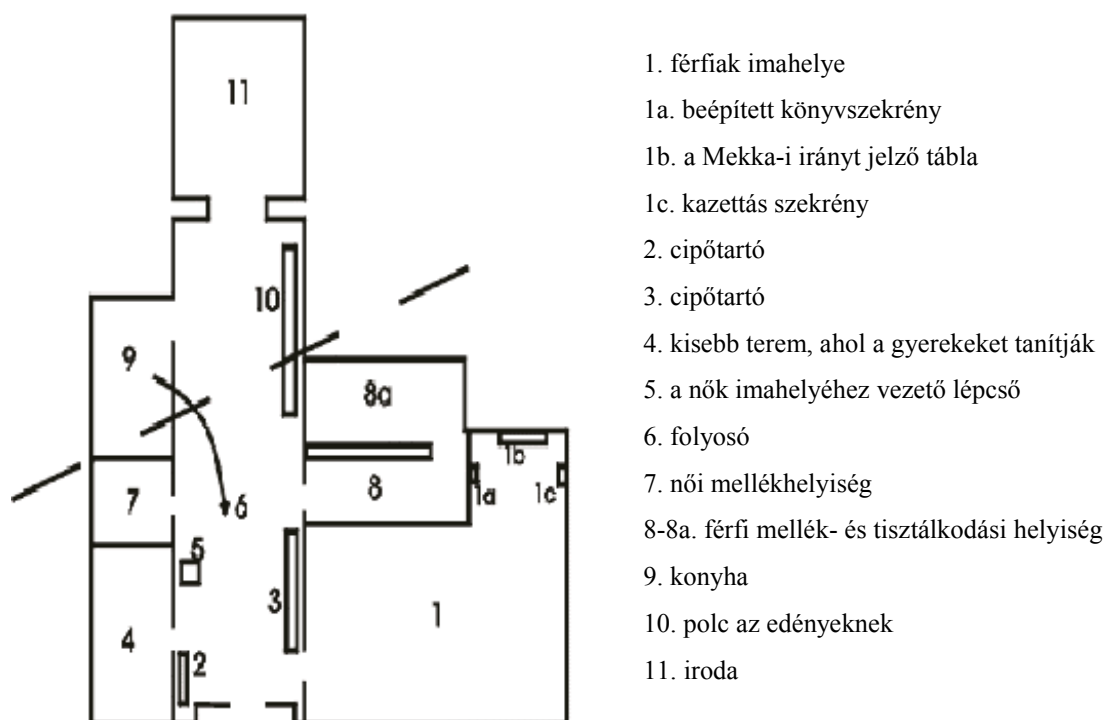 11
10
9
8a
1b
1a
1c
8
7
6
5
3
1
4
2
1. férfiak imahelye
1a. beépített könyvszekrény
1b. a Mekka-i irányt jelző tábla
1c. kazettás szekrény
2. cipőtartó
3. cipőtartó
4. kisebb terem, ahol a gyerekeket tanítják
5. a nők imahelyéhez vezető lépcső
6. folyosó
7. női mellékhelyiség
8-8a. férfi mellék- és tisztálkodási helyiség
9. konyha
10. polc az edényeknek
11. iroda